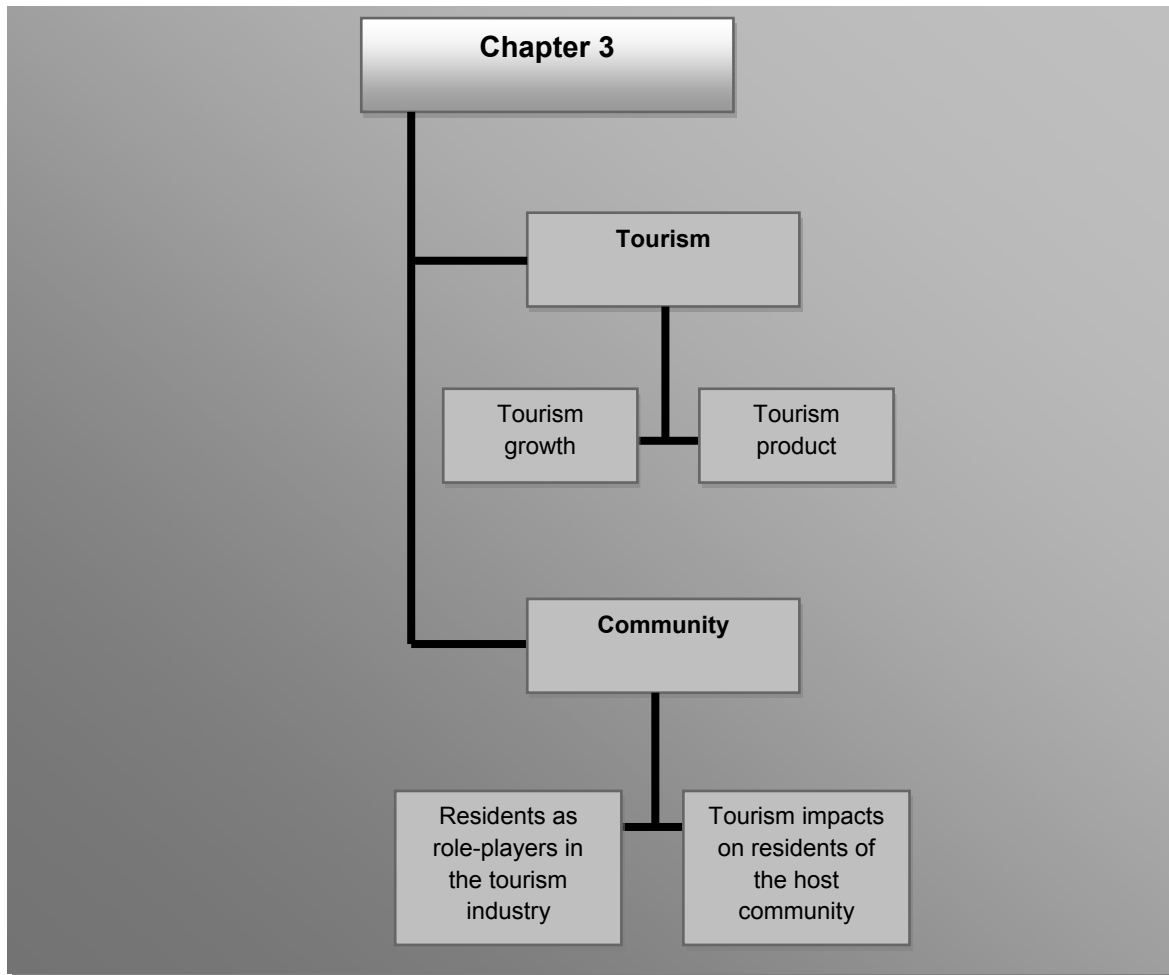 Chapter 3
Tourism
Tourism
growth
Tourism
product
Community
Residents as
role-players in
the tourism
industry
Tourism impacts
on residents of
the host
community